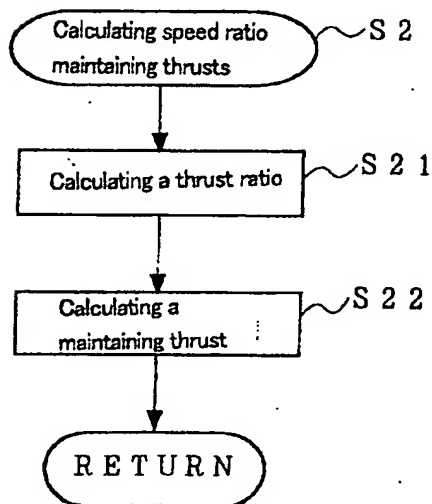 Calculating speed ratio
maintaining thrusts
S 2
Calculating a thrust ratio
S 2 1
Calculating a
maintaining thrust
S 2 2
R E T U R N